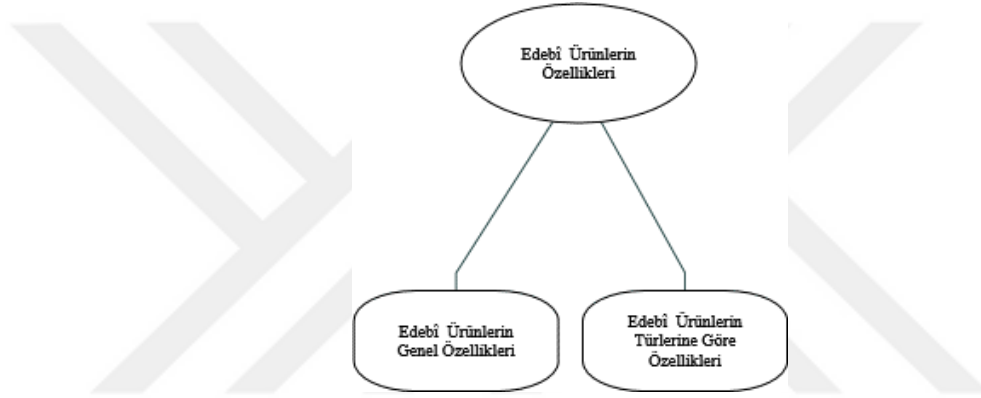 Edebî Ürünlerin
Özellikleri
Edebî Ürünlerin
Genel Özellikleri
Edebî Ürünlerin
Türlerine Göre
Özellikleri